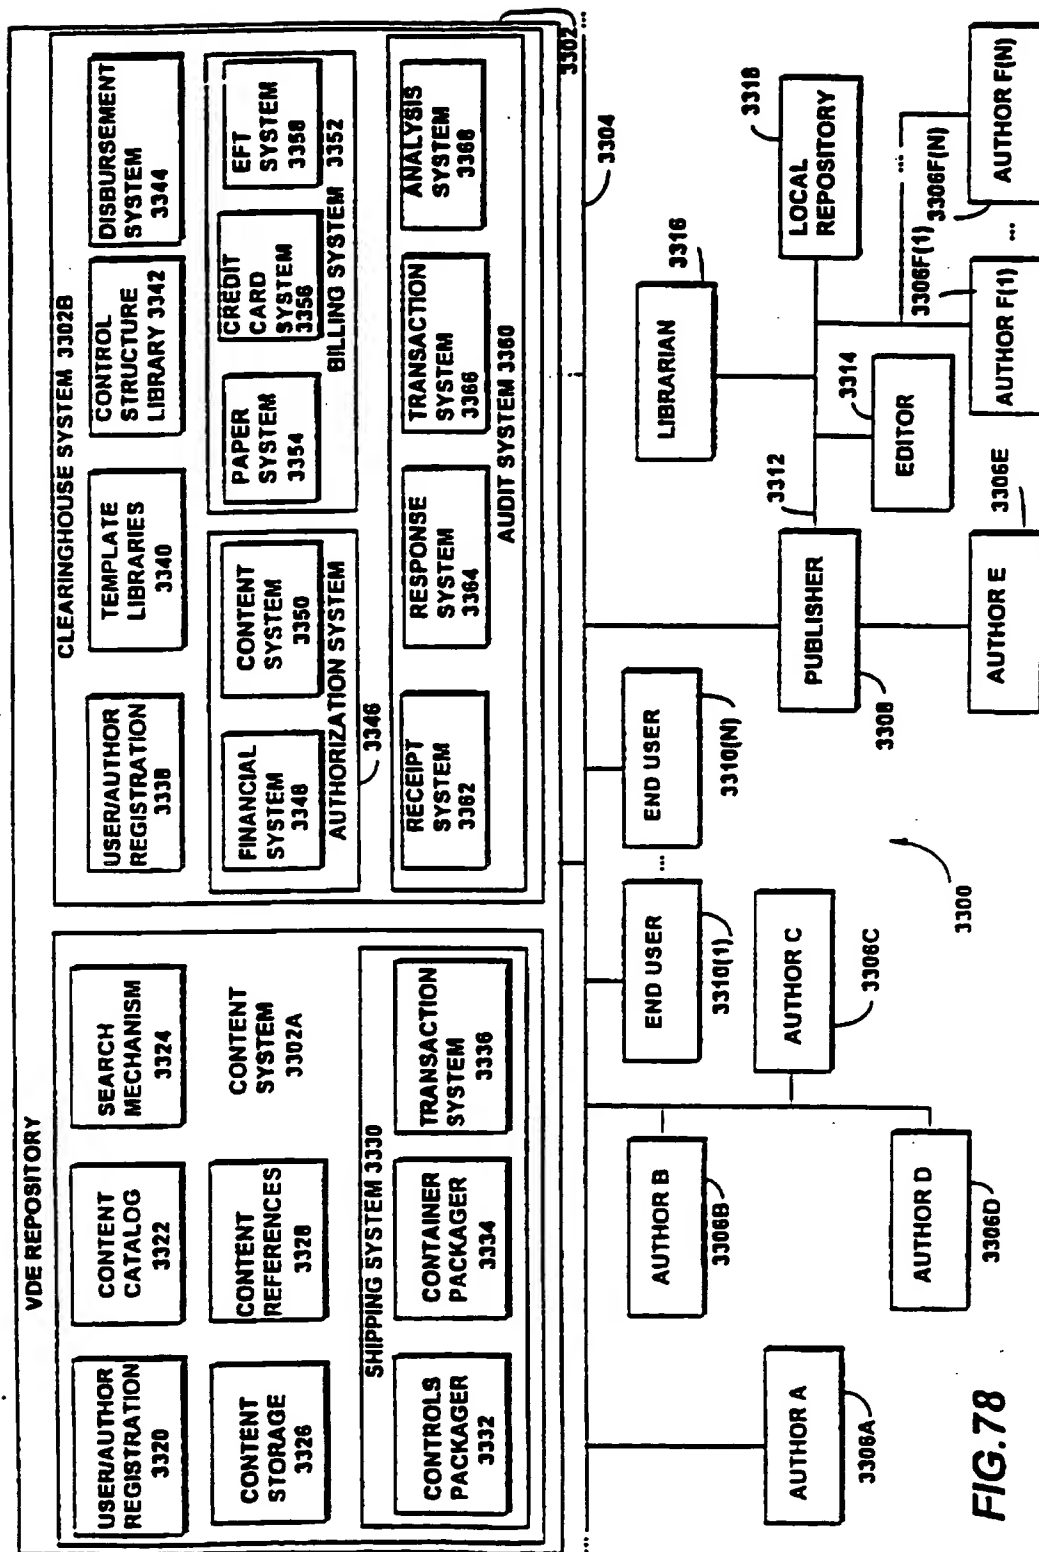 VDE REPOSITORY
3302
USER/AUTHOR
REGISTRATION
3320
CONTENT
CATALOG
3322
SEARCH
MECHANISM
3324
CONTENT
STORAGE
3326
CONTENT
REFERENCES
3328
CONTENT
SYSTEM
3302A
SHIPPING SYSTEM 3330
CONTROLS
PACKAGER
3332
CONTAINER
PACKAGER
3334
TRANSACTION
SYSTEM
3336
CLEARINGHOUSE SYSTEM 3302B
USER/AUTHOR
REGISTRATION
3338
TEMPLATE
LIBRARIES
3340
CONTROL
STRUCTURE
LIBRARY 3342
DISBURSEMENT
SYSTEM
3344
FINANCIAL
SYSTEM
3348
CONTENT
SYSTEM
3350
AUTHORIZATION SYSTEM
3346
PAPER
SYSTEM
3354
CREDIT
CARD
SYSTEM
3356
EFT
SYSTEM
3358
BILLING SYSTEM 3352
RECEIPT
SYSTEM
3362
RESPONSE
SYSTEM
3364
TRANSACTION
SYSTEM
3366
ANALYSIS
SYSTEM
3368
AUDIT SYSTEM 3360
...
...
3304
AUTHOR A
3306A
AUTHOR B
3306B
AUTHOR C
3306C
AUTHOR D
3306D
END USER
3310(1)
...
END USER
3310(N)
3300
PUBLISHER
3308
3312
LIBRARIAN
3316
LOCAL
REPOSITORY
3318
EDITOR
3314
AUTHOR E
3306E
AUTHOR F(1)
3306F(1)
...
...
AUTHOR F(N)
3306F(N)
FIG.78